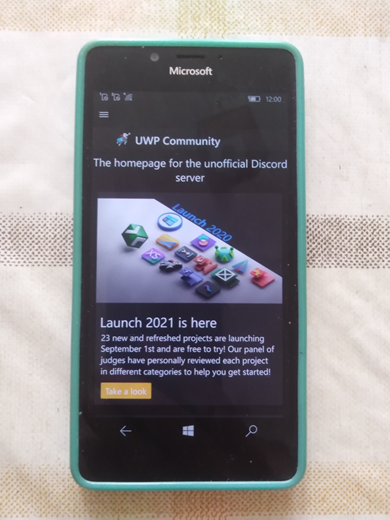 Microsoft
12:00
UWP Community
The homepage for the unofficial Discord
server
Launch 2020
Launch 2021 is here
23 new and refreshed projects are launching
September 1st and are free to try! Our panel of
judges have personally reviewed each project
in different categories to help you get started!
Take a look